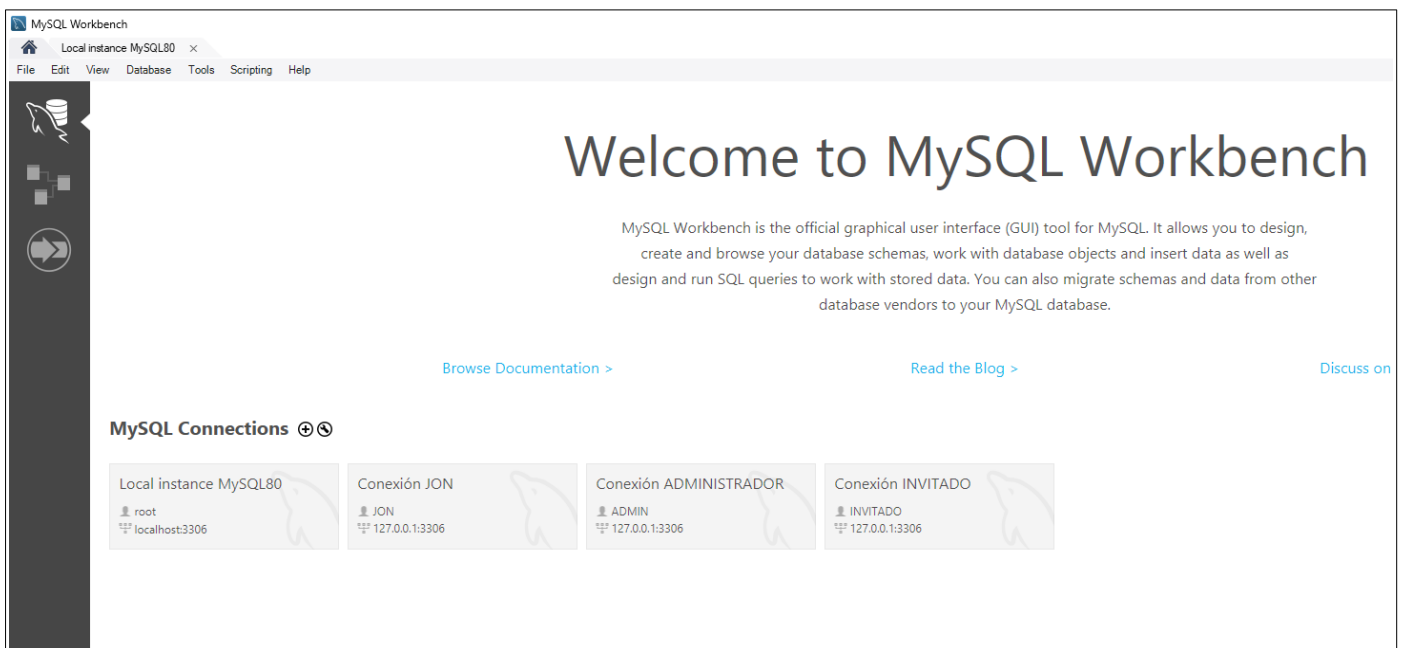 MySQL Workbench
Local instance MySQL80
File Edit View Database Tools Scripting Help
Welcome to MySQL Workbench
MySQL Workbench is the official graphical user interface (GUI) tool for MySQL. It allows you to design,
create and browse your database schemas, work with database objects and insert data as well as
design and run SQL queries to work with stored data. You can also migrate schemas and data from other
database vendors to your MySQL database.
Browse Documentation > Read the Blog > Discuss on
MySQL Connections
Local instance MySQL80
root
localhost:3306
Conexión JON
JON
127.0.0.1:3306
Conexión ADMINISTRADOR
ADMIN
127.0.0.1:3306
Conexión INVITADO
INVITADO
127.0.0.1:3306